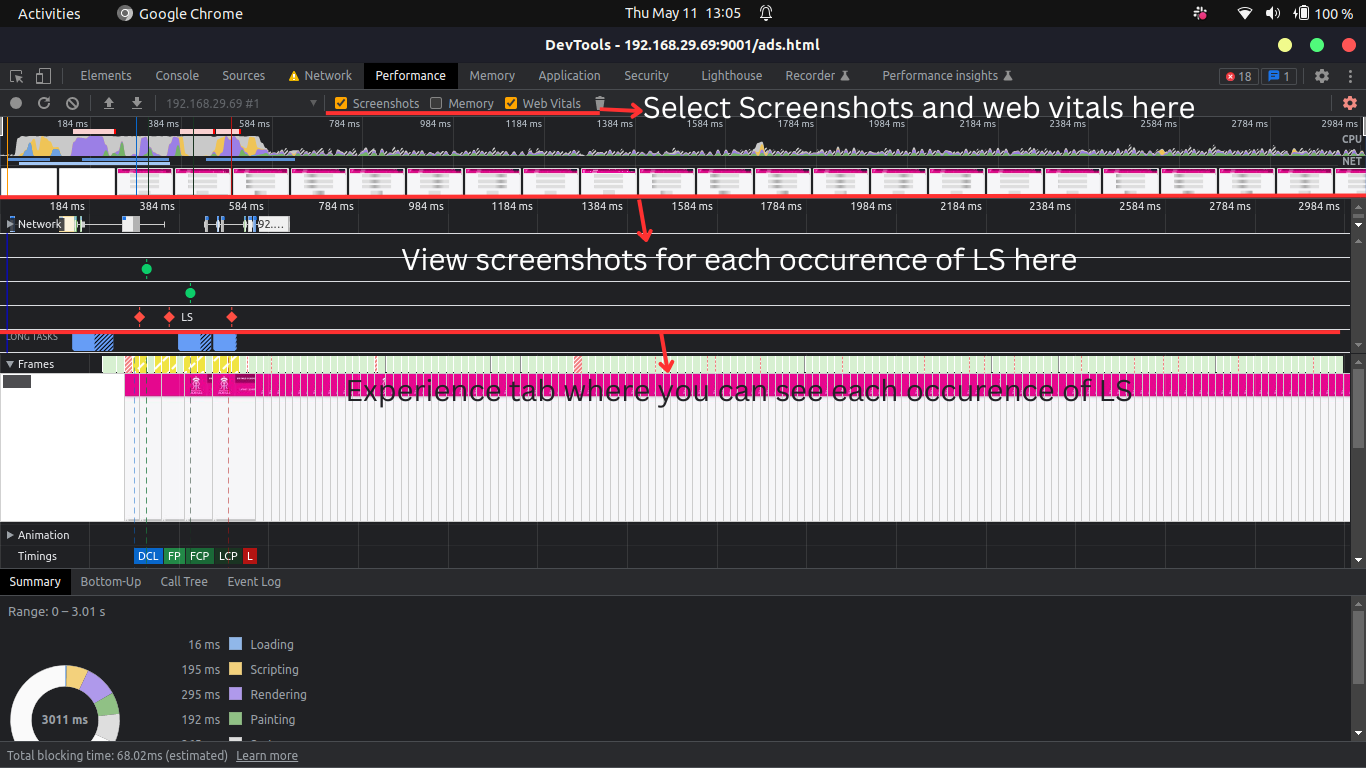 Activities Google Chrome Thu May 11 13:05 100 %
DevTools - 192.168.29.69:9001/ads.html
Elements Console Sources Network Performance Memory Application Security Lighthouse Recorder Performance insights 18 1
192.168.29.69 #1 Screenshots Memory Web Vitals Select Screenshots and web vitals here
184 ms 384 ms 584 ms 784 ms 984 ms 1184 ms 1384 ms 1584 ms 1784 ms 1984 ms 2184 ms 2384 ms 2584 ms 2784 ms 2984 ms
CPU
NET
184 ms 384 ms 584 ms 784 ms 984 ms 1184 ms 1384 ms 1584 ms 1784 ms 1984 ms 2184 ms 2384 ms 2584 ms 2784 ms 2984 ms
Network 92....
View screenshots for each occurence of LS here
LS
LONG TASKS
Frames
Experience tab where you can see each occurence of LS
Animation
Timings DCL FP FCP LCP L
Summary Bottom-Up Call Tree Event Log
Range: 0 – 3.01 s
16 ms Loading
195 ms Scripting
295 ms Rendering
3011 ms 192 ms Painting
Total blocking time: 68.02ms (estimated) Learn more